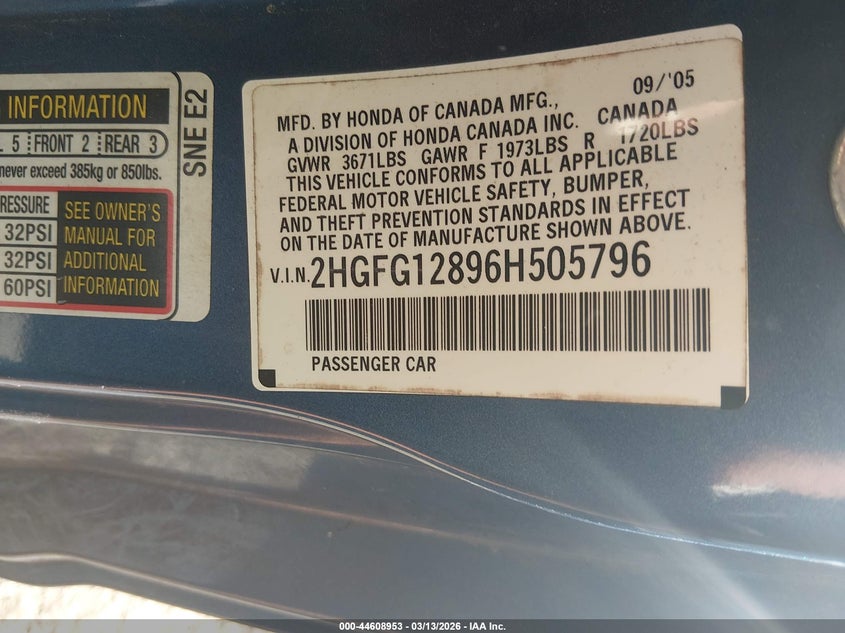 INFORMATION
5 FRONT 2 REAR 3
never exceed 385kg or 850lbs.
PRESSURE
32PSI
32PSI
60PSI
SEE OWNER'S
MANUAL FOR
ADDITIONAL
INFORMATION
SNE E2
09/'05
MFD. BY HONDA OF CANADA MFG.,
A DIVISION OF HONDA CANADA INC. CANADA
GVWR 3671LBS GAWR F 1973LBS R 1720LBS
THIS VEHICLE CONFORMS TO ALL APPLICABLE
FEDERAL MOTOR VEHICLE SAFETY, BUMPER,
AND THEFT PREVENTION STANDARDS IN EFFECT
ON THE DATE OF MANUFACTURE SHOWN ABOVE.
V.I.N. 2HGFG12896H505796
PASSENGER CAR
000-44608953 — 03/13/2026 — IAA Inc.